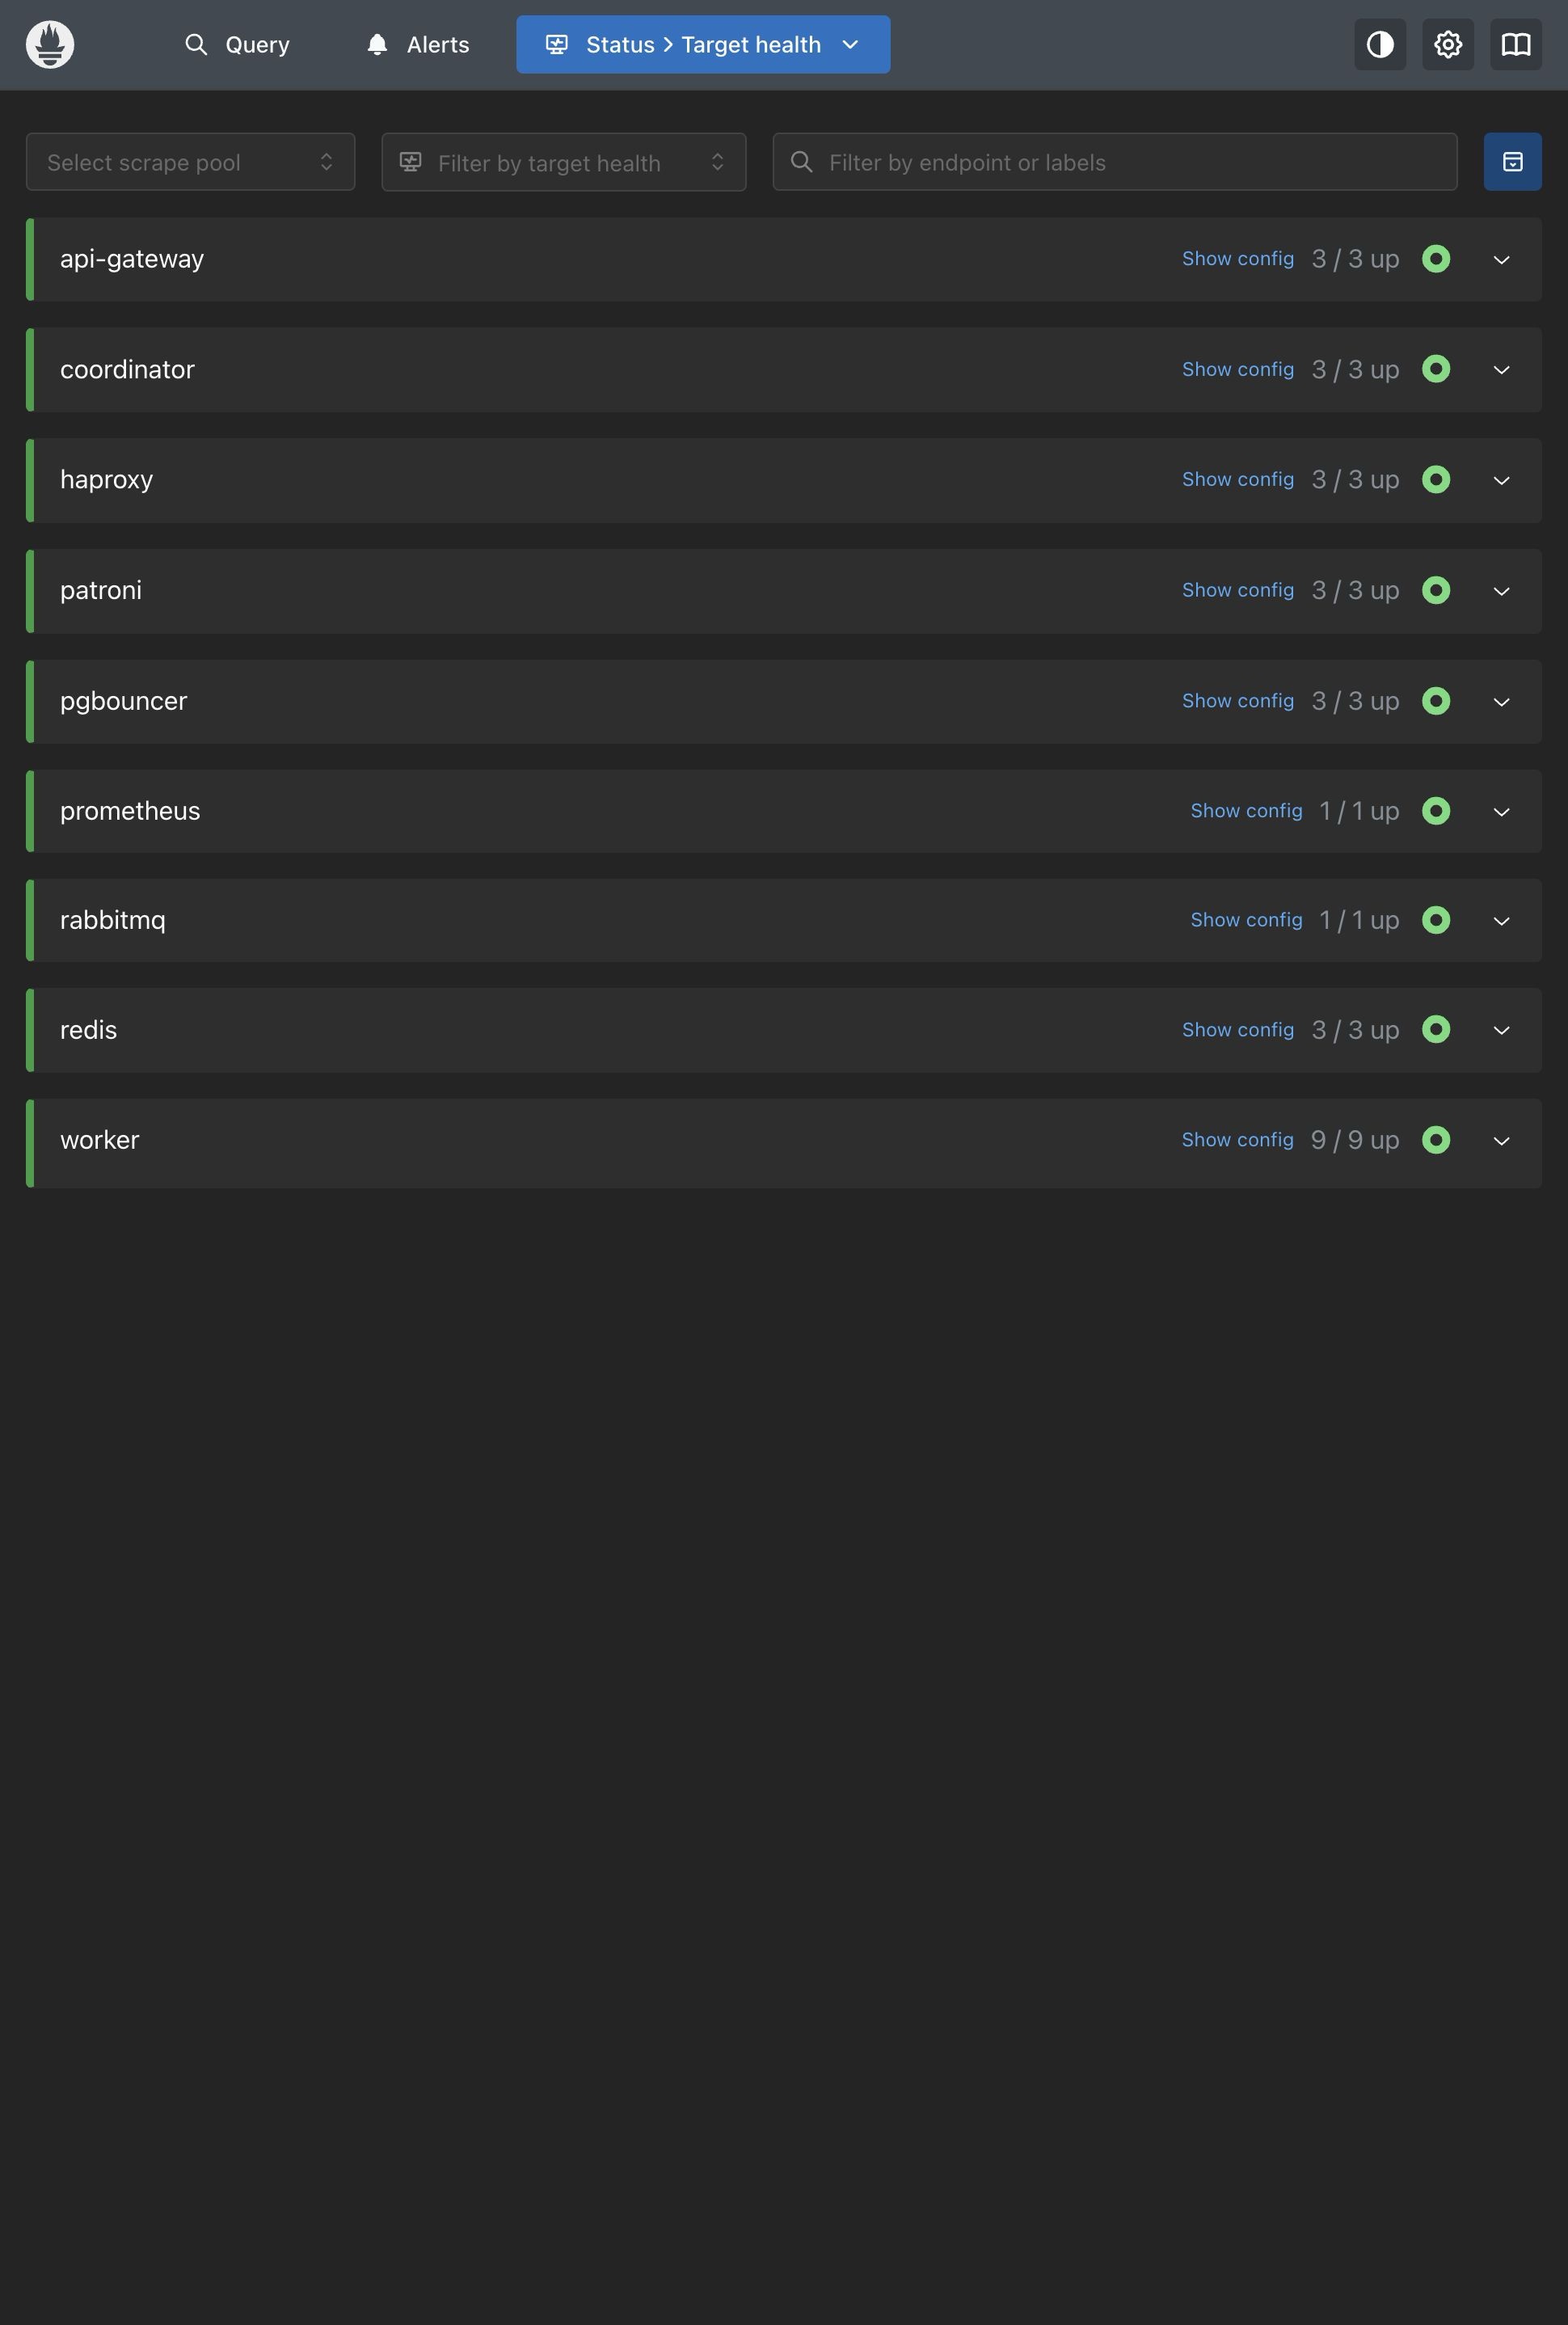 Query Alerts Status > Target health
Select scrape pool Filter by target health Filter by endpoint or labels
api-gateway Show config 3 / 3 up
coordinator Show config 3 / 3 up
haproxy Show config 3 / 3 up
patroni Show config 3 / 3 up
pgbouncer Show config 3 / 3 up
prometheus Show config 1 / 1 up
rabbitmq Show config 1 / 1 up
redis Show config 3 / 3 up
worker Show config 9 / 9 up